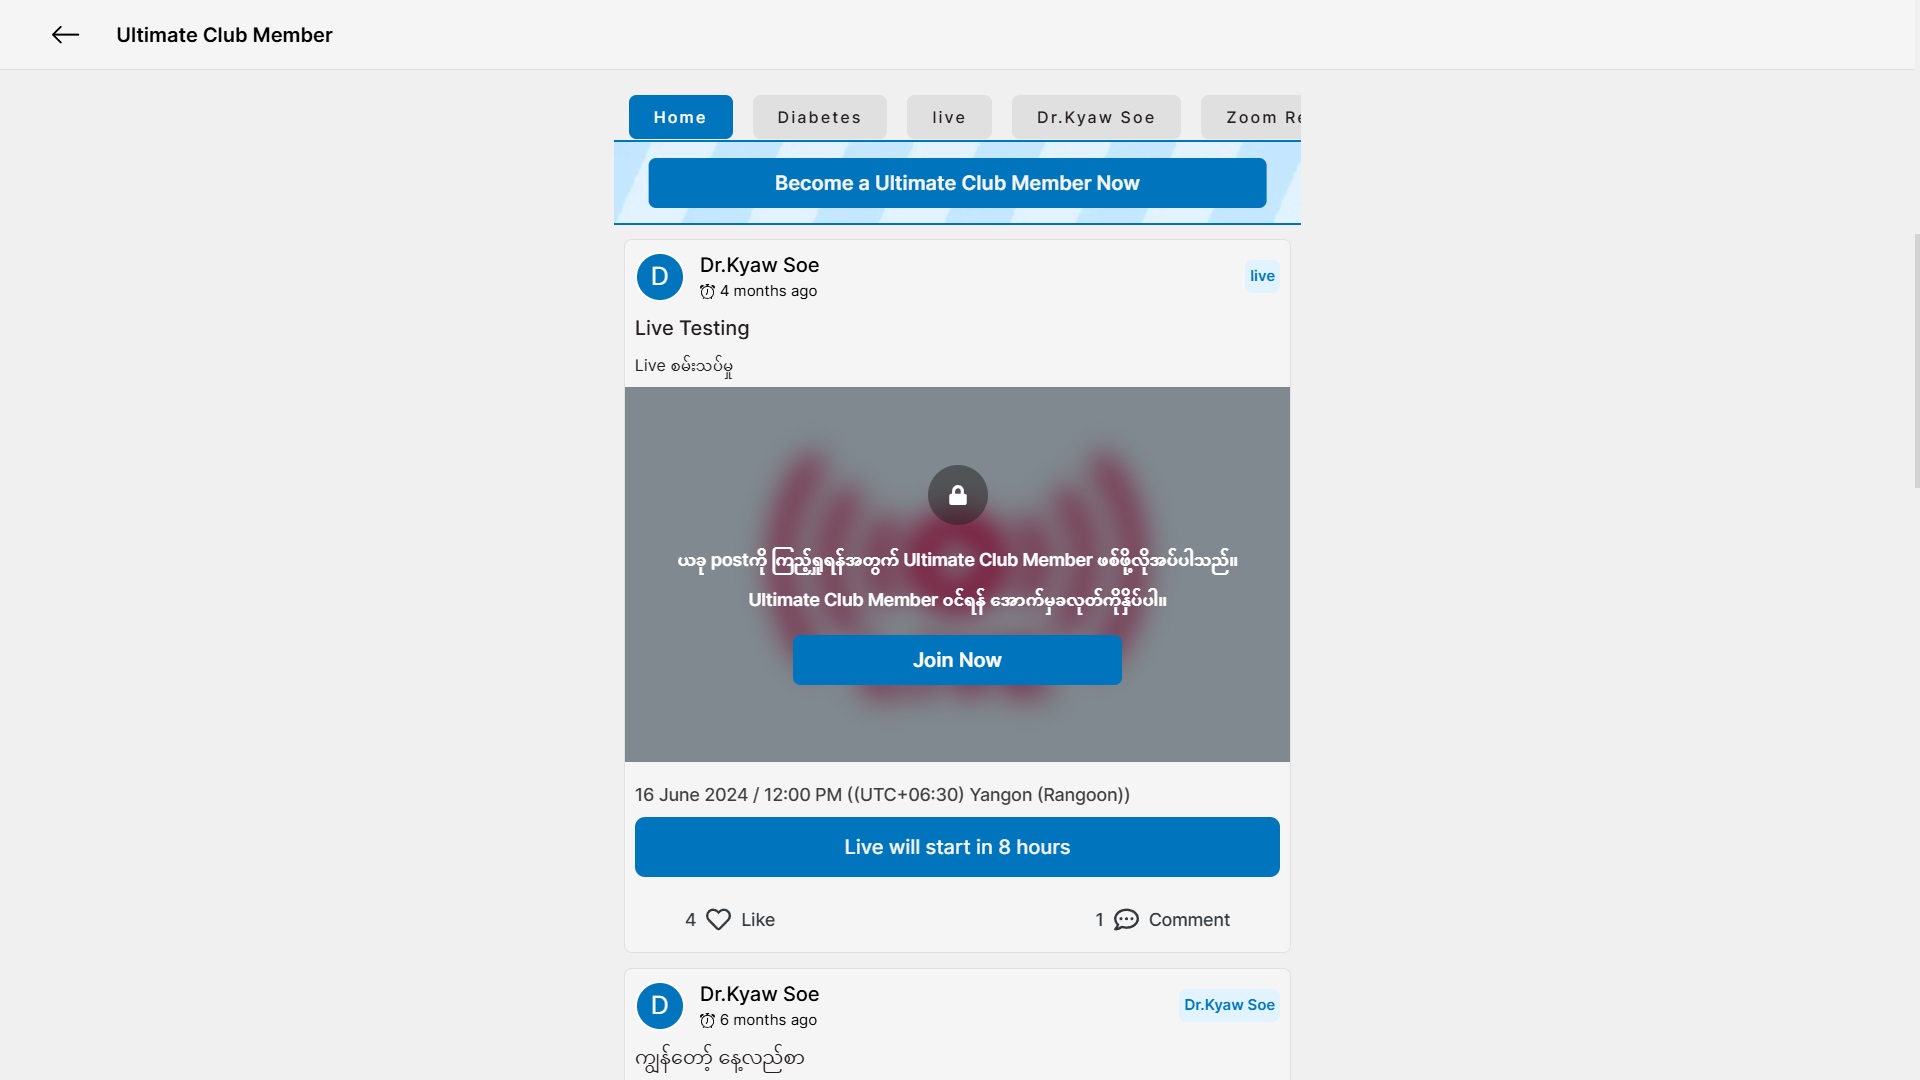 Ultimate Club Member
Home Diabetes live Dr.Kyaw Soe Zoom
Become a Ultimate Club Member Now
D Dr.Kyaw Soe live
4 months ago
Live Testing
Live စမ်းသပ်မှု
ယခု postကို ကြည့်ရှုရန်အတွက် Ultimate Club Member ဖစ်ဖို့လိုအပ်ပါသည်။
Ultimate Club Member ဝင်ရန် အောက်မှခလုတ်ကိုနှိပ်ပါ။
Join Now
16 June 2024 / 12:00 PM ((UTC+06:30) Yangon (Rangoon))
Live will start in 8 hours
4 Like 1 Comment
D Dr.Kyaw Soe Dr.Kyaw Soe
6 months ago
ကျွန်တော့် နေ့လည်စာ